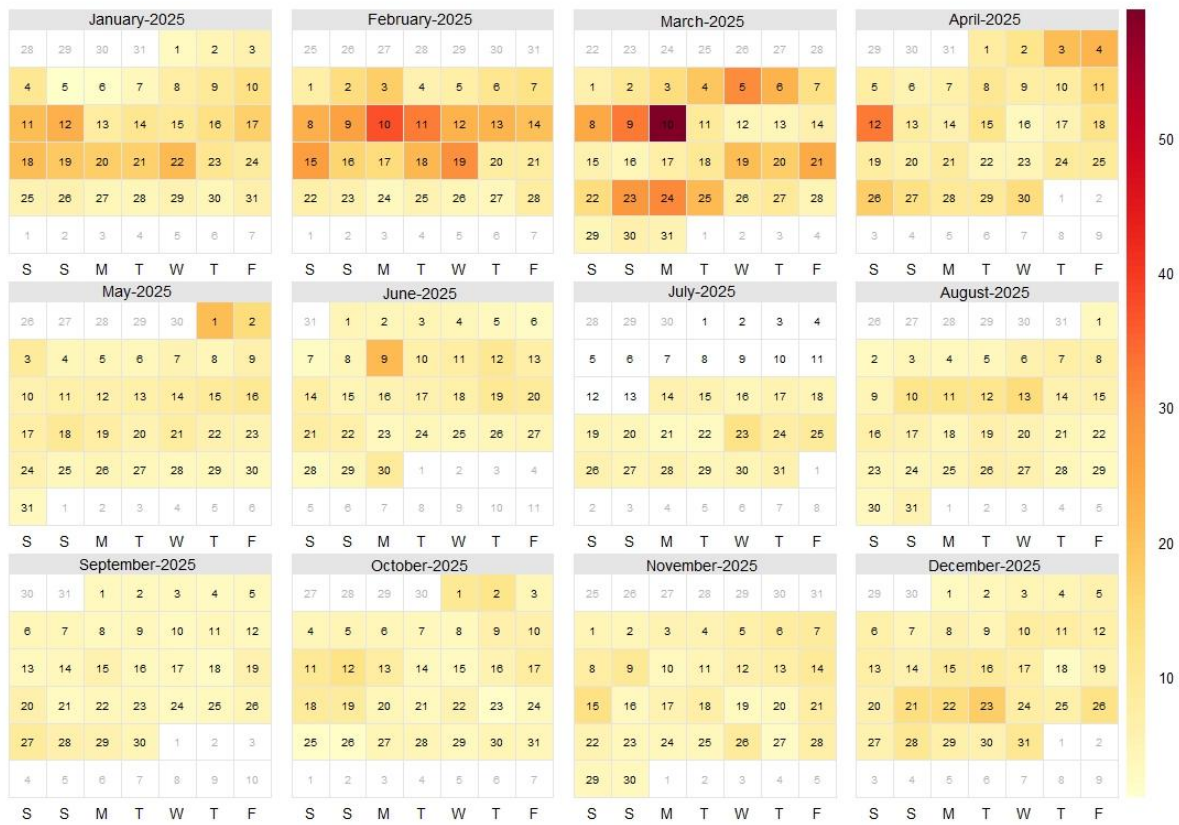 January-2025
28 29 30 31 1 2 3
4 5 6 7 8 9 10
11 12 13 14 15 16 17
18 19 20 21 22 23 24
25 26 27 28 29 30 31
1 2 3 4 5 6 7
S S M T W T F
February-2025
25 26 27 28 29 30 31
1 2 3 4 5 6 7
8 9 10 11 12 13 14
15 16 17 18 19 20 21
22 23 24 25 26 27 28
1 2 3 4 5 6 7
S S M T W T F
March-2025
22 23 24 25 26 27 28
1 2 3 4 5 6 7
8 9 10 11 12 13 14
15 16 17 18 19 20 21
22 23 24 25 26 27 28
29 30 31 1 2 3 4
S S M T W T F
April-2025
29 30 31 1 2 3 4
5 6 7 8 9 10 11
12 13 14 15 16 17 18
19 20 21 22 23 24 25
26 27 28 29 30 1 2
3 4 5 6 7 8 9
S S M T W T F
May-2025
26 27 28 29 30 1 2
3 4 5 6 7 8 9
10 11 12 13 14 15 16
17 18 19 20 21 22 23
24 25 26 27 28 29 30
31 1 2 3 4 5 6
S S M T W T F
June-2025
31 1 2 3 4 5 6
7 8 9 10 11 12 13
14 15 16 17 18 19 20
21 22 23 24 25 26 27
28 29 30 1 2 3 4
5 6 7 8 9 10 11
S S M T W T F
July-2025
28 29 30 1 2 3 4
5 6 7 8 9 10 11
12 13 14 15 16 17 18
19 20 21 22 23 24 25
26 27 28 29 30 31 1
2 3 4 5 6 7 8
S S M T W T F
August-2025
26 27 28 29 30 31 1
2 3 4 5 6 7 8
9 10 11 12 13 14 15
16 17 18 19 20 21 22
23 24 25 26 27 28 29
30 31 1 2 3 4 5
S S M T W T F
September-2025
30 31 1 2 3 4 5
6 7 8 9 10 11 12
13 14 15 16 17 18 19
20 21 22 23 24 25 26
27 28 29 30 1 2 3
4 5 6 7 8 9 10
S S M T W T F
October-2025
27 28 29 30 1 2 3
4 5 6 7 8 9 10
11 12 13 14 15 16 17
18 19 20 21 22 23 24
25 26 27 28 29 30 31
1 2 3 4 5 6 7
S S M T W T F
November-2025
25 26 27 28 29 30 31
1 2 3 4 5 6 7
8 9 10 11 12 13 14
15 16 17 18 19 20 21
22 23 24 25 26 27 28
29 30 1 2 3 4 5
S S M T W T F
December-2025
29 30 1 2 3 4 5
6 7 8 9 10 11 12
13 14 15 16 17 18 19
20 21 22 23 24 25 26
27 28 29 30 31 1 2
3 4 5 6 7 8 9
S S M T W T F
50
40
30
20
10